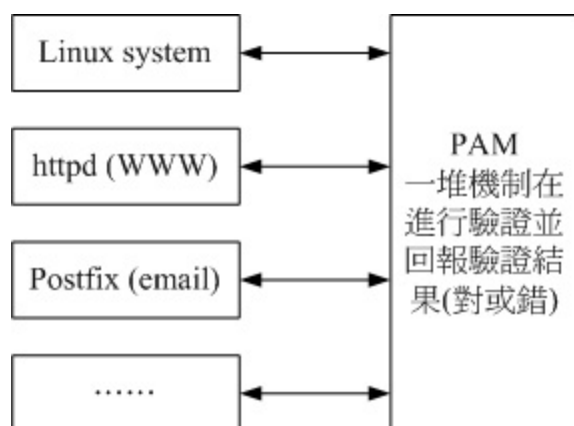 Linux system
httpd (WWW)
Postfix (email)
……
PAM
一堆機制在
進行驗證並
回報驗證結
果(對或錯)